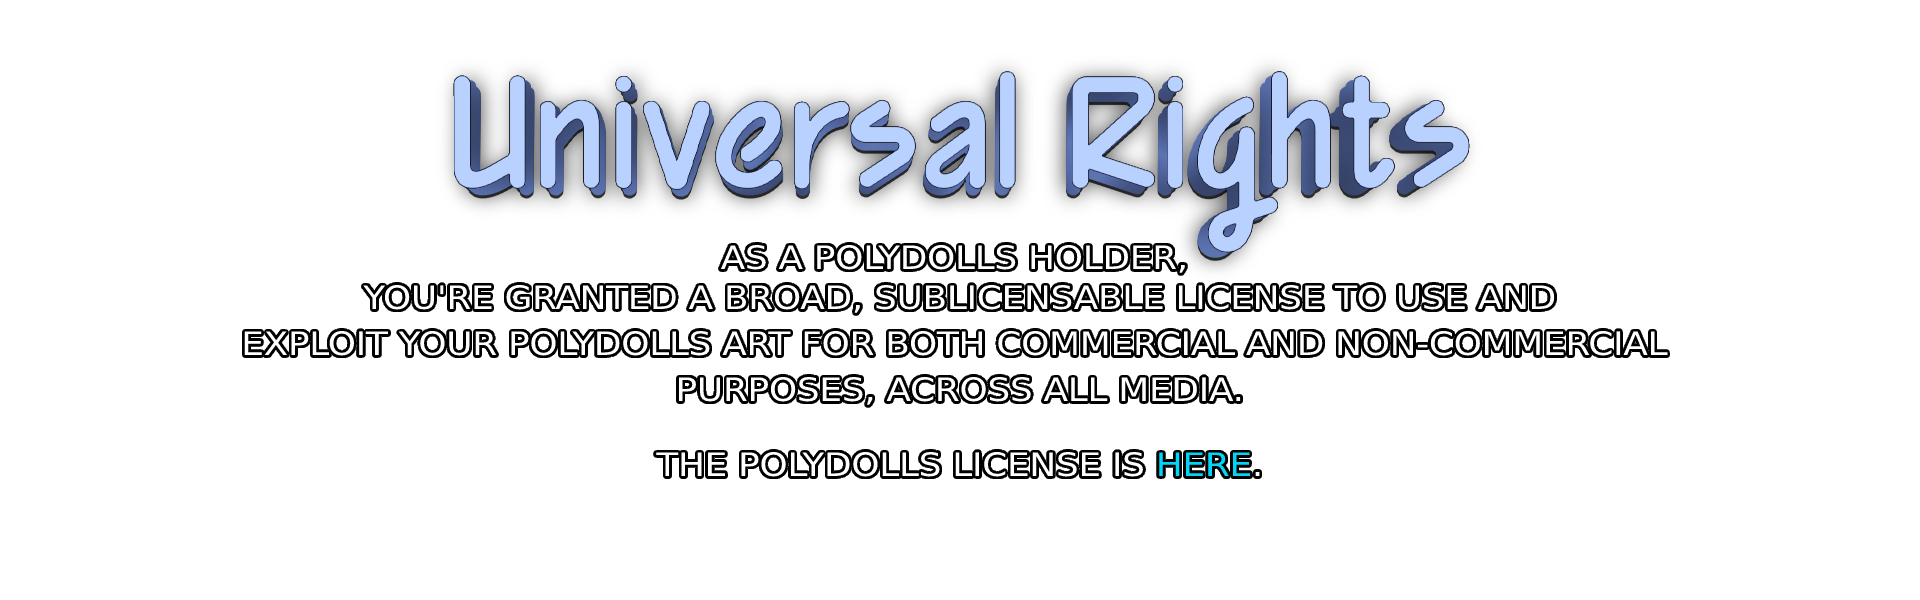 Universal Rights
AS A POLYDOLLS HOLDER,
YOU'RE GRANTED A BROAD, SUBLICENSABLE LICENSE TO USE AND
EXPLOIT YOUR POLYDOLLS ART FOR BOTH COMMERCIAL AND NON-COMMERCIAL
PURPOSES, ACROSS ALL MEDIA.
THE POLYDOLLS LICENSE IS HERE.